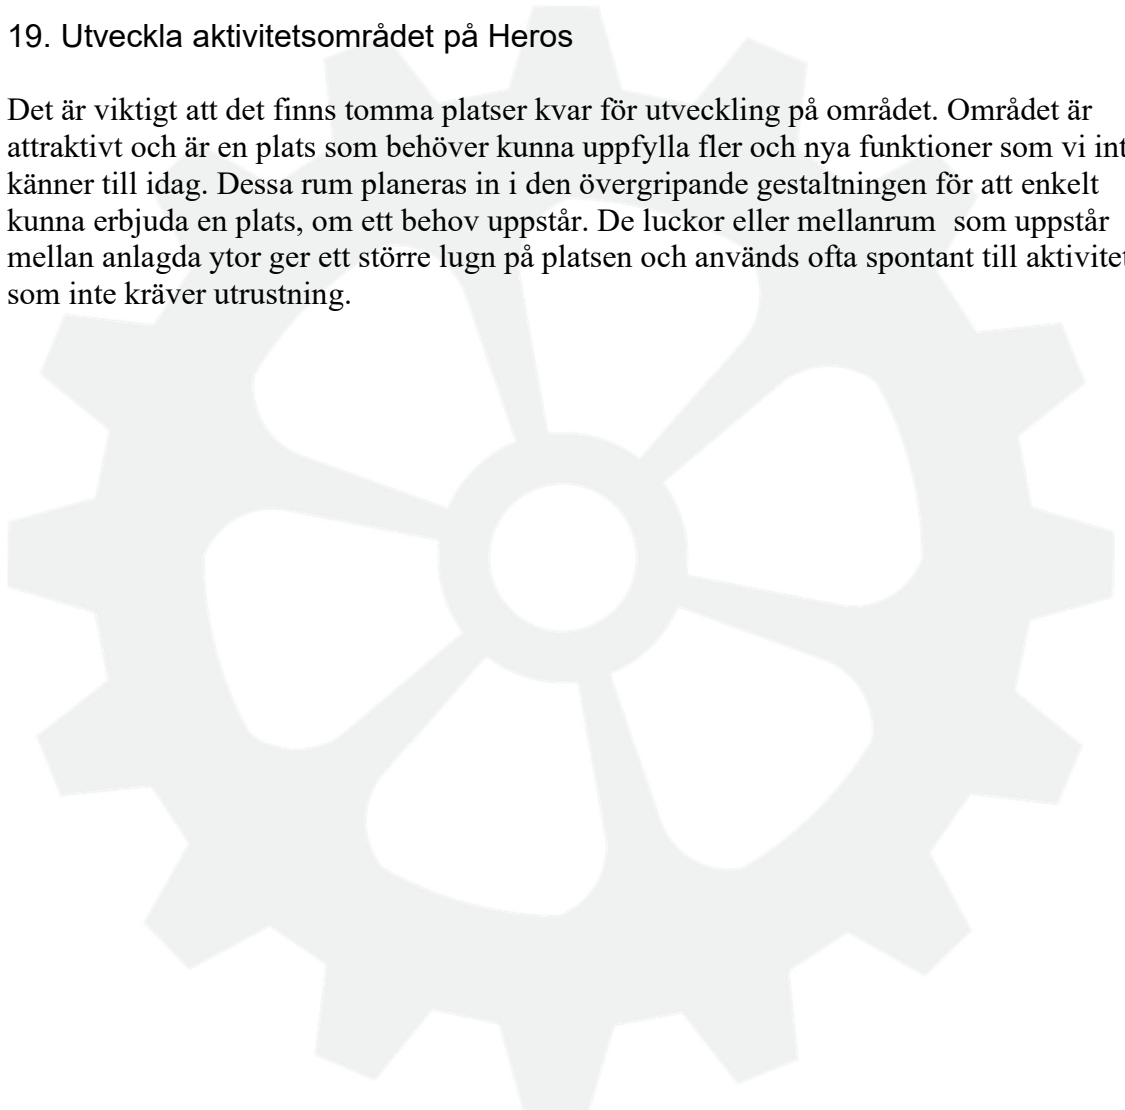 19. Utveckla aktivitetsområdet på Heros
Det är viktigt att det finns tomma platser kvar för utveckling på området. Området är
attraktivt och är en plats som behöver kunna uppfylla fler och nya funktioner som vi int
känner till idag. Dessa rum planeras in i den övergripande gestaltningen för att enkelt
kunna erbjuda en plats, om ett behov uppstår. De luckor eller mellanrum  som uppstår
mellan anlagda ytor ger ett större lugn på platsen och används ofta spontant till aktivitet
som inte kräver utrustning.